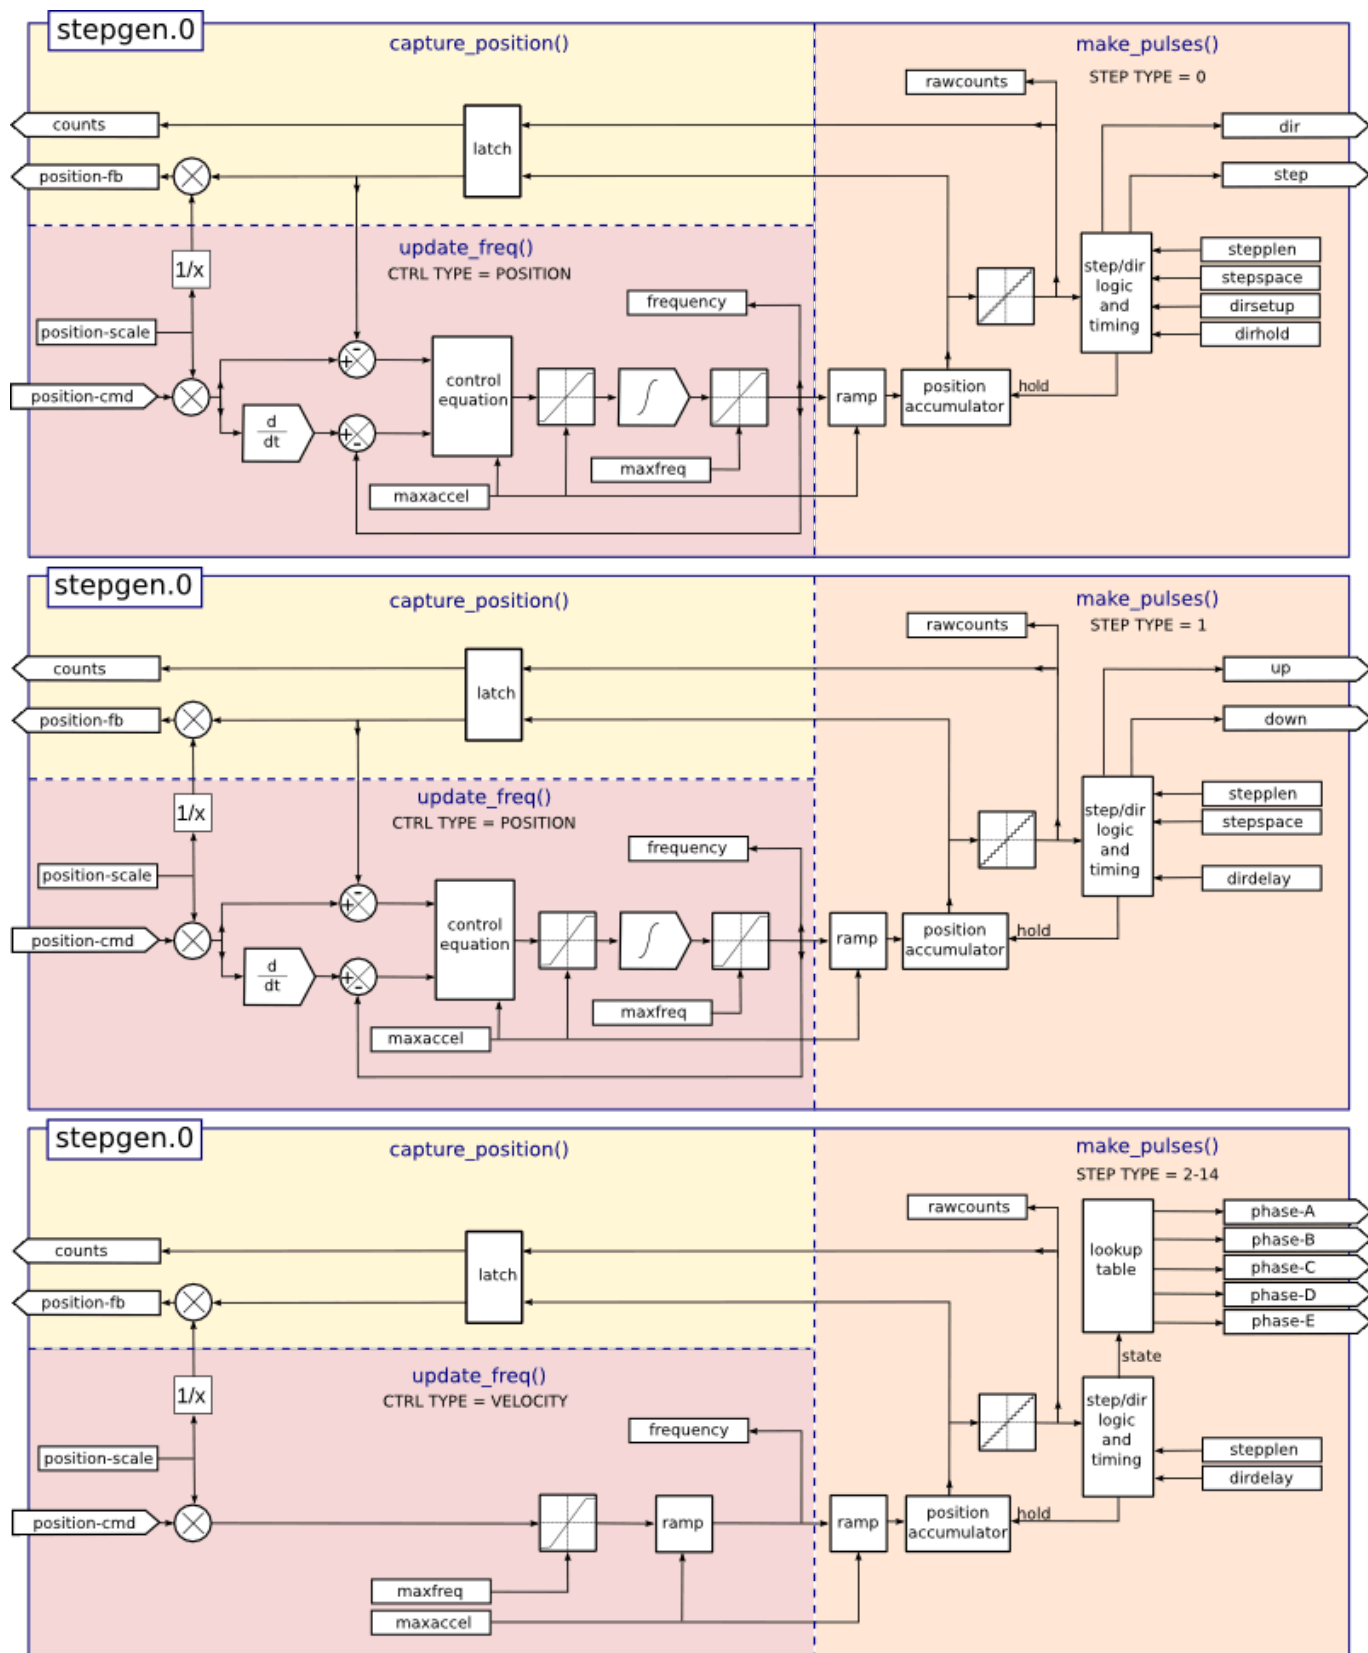 stepgen.0
capture_position()
make_pulses()
STEP TYPE = 0
rawcounts
counts
latch
dir
position-fb
step
update_freq()
CTRL TYPE = POSITION
1/x
frequency
step/dir
logic
and
timing
stepplen
stepspace
dirsetup
dirhold
position-scale
+
-
position-cmd
control
equation
ramp
position
accumulator
hold
d
dt
∫
+
-
maxfreq
maxaccel
stepgen.0
capture_position()
make_pulses()
STEP TYPE = 1
rawcounts
counts
latch
up
position-fb
down
update_freq()
CTRL TYPE = POSITION
1/x
frequency
step/dir
logic
and
timing
stepplen
stepspace
dirdelay
position-scale
+
-
position-cmd
control
equation
ramp
position
accumulator
hold
d
dt
∫
+
-
maxfreq
maxaccel
stepgen.0
capture_position()
make_pulses()
STEP TYPE = 2-14
rawcounts
counts
latch
lookup
table
phase-A
phase-B
phase-C
phase-D
phase-E
position-fb
state
update_freq()
CTRL TYPE = VELOCITY
1/x
frequency
step/dir
logic
and
timing
stepplen
dirdelay
position-scale
position-cmd
ramp
ramp
position
accumulator
hold
maxfreq
maxaccel